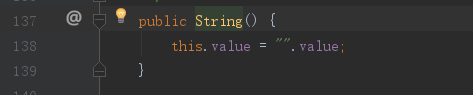 137 @ public String() {
138 this.value = "".value;
139 }